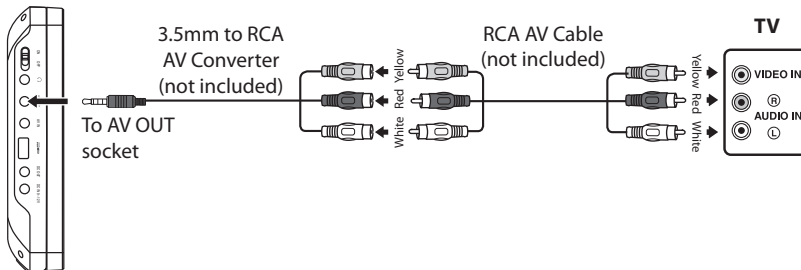 3.5mm to RCA
AV Converter
(not included)
RCA AV Cable
(not included)
TV
To AV OUT
socket
Yellow
Red
White
Yellow
Red
White
VIDEO IN
R
AUDIO IN
L